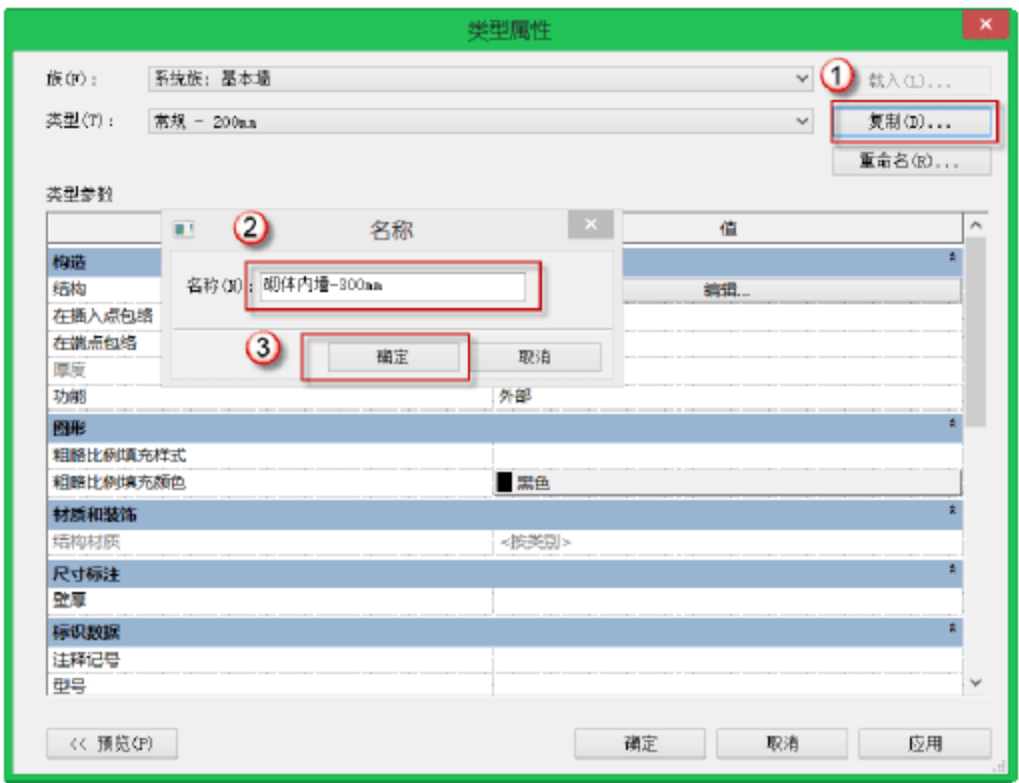 类型属性
族(F)： 系统族：基本墙 ① 载入(L)...
类型(T)： 常规 - 200mm 复制(D)...
重命名(R)...
类型参数
② 名称 值
构造
名称(N)：砌体内墙-300mm
结构 编辑...
在插入点包络
在端点包络
③ 确定 取消
厚度
功能 外部
图形
粗略比例填充样式
粗略比例填充颜色 黑色
材质和装饰
结构材质 <按类别>
尺寸标注
壁厚
标识数据
注释记号
型号
<< 预览(P) 确定 取消 应用